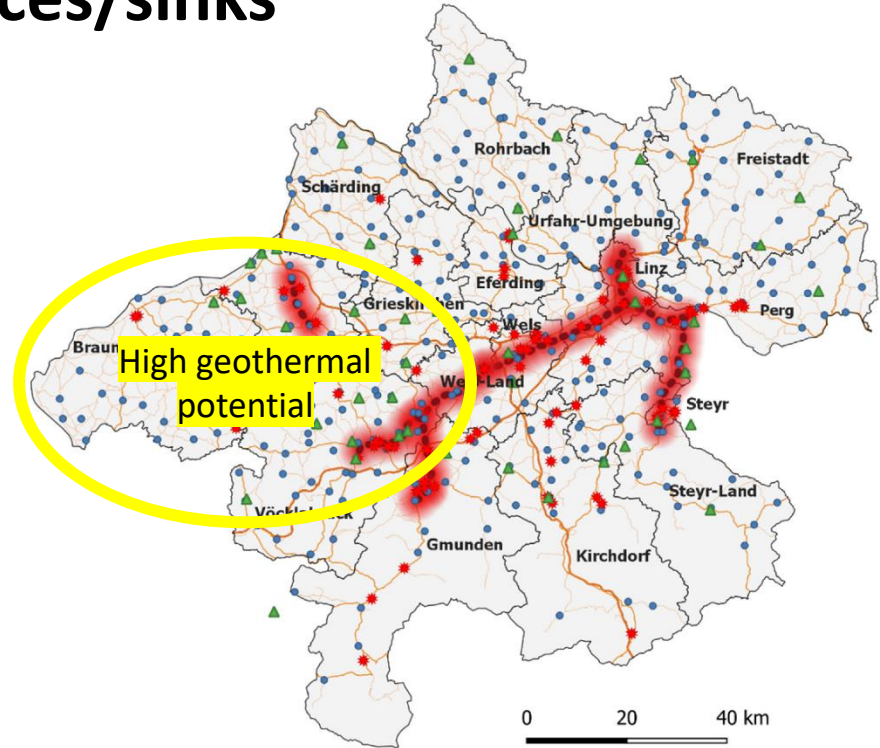 ces/sinks
Rohrbach
Freistadt
Schärding
Urfahr-Umgebung
Linz
Eferding
Grieskirchen
Perg
Wels
Braun
High geothermal
potential
Wels-Land
Steyr
Steyr-Land
Vöcklabruck
Gmunden
Kirchdorf
0 20 40 km